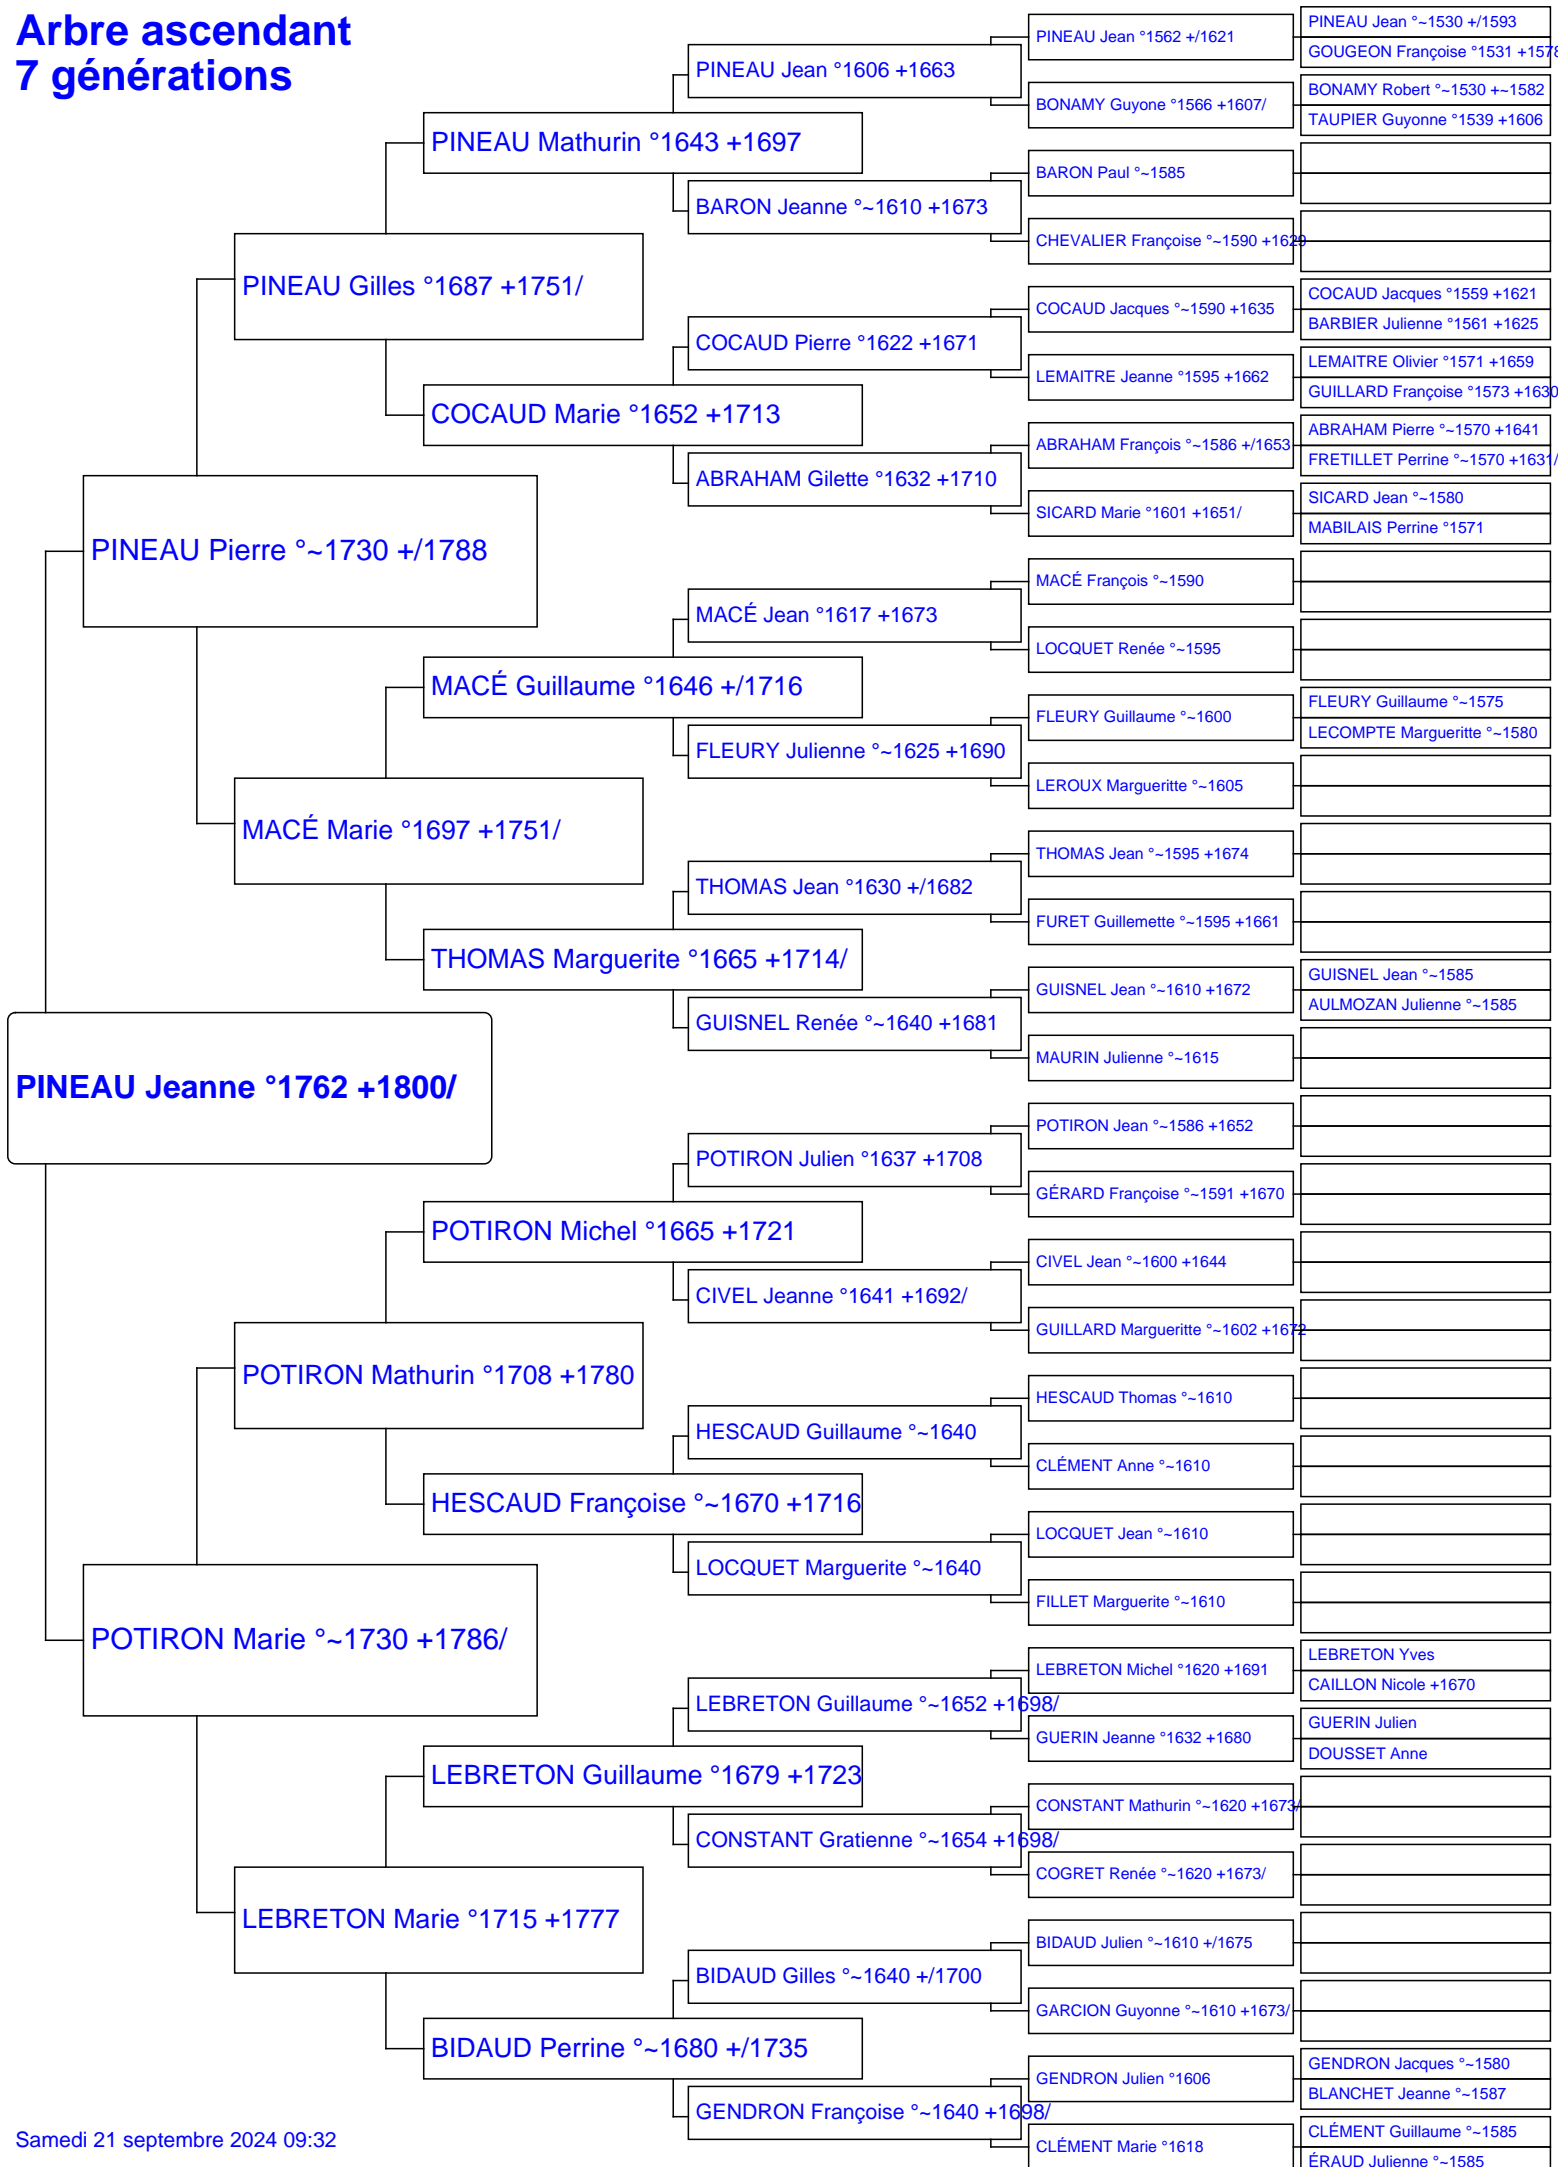 Arbre ascendant
7 générations
PINEAU Jeanne °1762 +1800/
PINEAU Pierre °~1730 +/1788
POTIRON Marie °~1730 +1786/
PINEAU Gilles °1687 +1751/
MACÉ Marie °1697 +1751/
POTIRON Mathurin °1708 +1780
LEBRETON Marie °1715 +1777
PINEAU Mathurin °1643 +1697
COCAUD Marie °1652 +1713
MACÉ Guillaume °1646 +/1716
THOMAS Marguerite °1665 +1714/
POTIRON Michel °1665 +1721
HESCAUD Françoise °~1670 +1716
LEBRETON Guillaume °1679 +1723
BIDAUD Perrine °~1680 +/1735
PINEAU Jean °1606 +1663
BARON Jeanne °~1610 +1673
COCAUD Pierre °1622 +1671
ABRAHAM Gilette °1632 +1710
MACÉ Jean °1617 +1673
FLEURY Julienne °~1625 +1690
THOMAS Jean °1630 +/1682
GUISNEL Renée °~1640 +1681
POTIRON Julien °1637 +1708
CIVEL Jeanne °1641 +1692/
HESCAUD Guillaume °~1640
LOCQUET Marguerite °~1640
LEBRETON Guillaume °~1652 +1698/
CONSTANT Gratienne °~1654 +1698/
BIDAUD Gilles °~1640 +/1700
GENDRON Françoise °~1640 +1698/
PINEAU Jean °1562 +/1621
BONAMY Guyone °1566 +1607/
BARON Paul °~1585
CHEVALIER Françoise °~1590 +1629
COCAUD Jacques °~1590 +1635
LEMAITRE Jeanne °1595 +1662
ABRAHAM François °~1586 +/1653
SICARD Marie °1601 +1651/
MACÉ François °~1590
LOCQUET Renée °~1595
FLEURY Guillaume °~1600
LEROUX Margueritte °~1605
THOMAS Jean °~1595 +1674
FURET Guillemette °~1595 +1661
GUISNEL Jean °~1610 +1672
MAURIN Julienne °~1615
POTIRON Jean °~1586 +1652
GÉRARD Françoise °~1591 +1670
CIVEL Jean °~1600 +1644
GUILLARD Margueritte °~1602 +1672
HESCAUD Thomas °~1610
CLÉMENT Anne °~1610
LOCQUET Jean °~1610
FILLET Marguerite °~1610
LEBRETON Michel °1620 +1691
GUERIN Jeanne °1632 +1680
CONSTANT Mathurin °~1620 +1673/
COGRET Renée °~1620 +1673/
BIDAUD Julien °~1610 +/1675
GARCION Guyonne °~1610 +1673/
GENDRON Julien °1606
CLÉMENT Marie °1618
PINEAU Jean °~1530 +/1593
GOUGEON Françoise °1531 +1578
BONAMY Robert °~1530 +~1582
TAUPIER Guyonne °1539 +1606
COCAUD Jacques °1559 +1621
BARBIER Julienne °1561 +1625
LEMAITRE Olivier °1571 +1659
GUILLARD Françoise °1573 +1630
ABRAHAM Pierre °~1570 +1641
FRETILLET Perrine °~1570 +1631/
SICARD Jean °~1580
MABILAIS Perrine °1571
FLEURY Guillaume °~1575
LECOMPTE Margueritte °~1580
GUISNEL Jean °~1585
AULMOZAN Julienne °~1585
LEBRETON Yves
CAILLON Nicole +1670
GUERIN Julien
DOUSSET Anne
GENDRON Jacques °~1580
BLANCHET Jeanne °~1587
CLÉMENT Guillaume °~1585
ÉRAUD Julienne °~1585
Samedi 21 septembre 2024 09:32